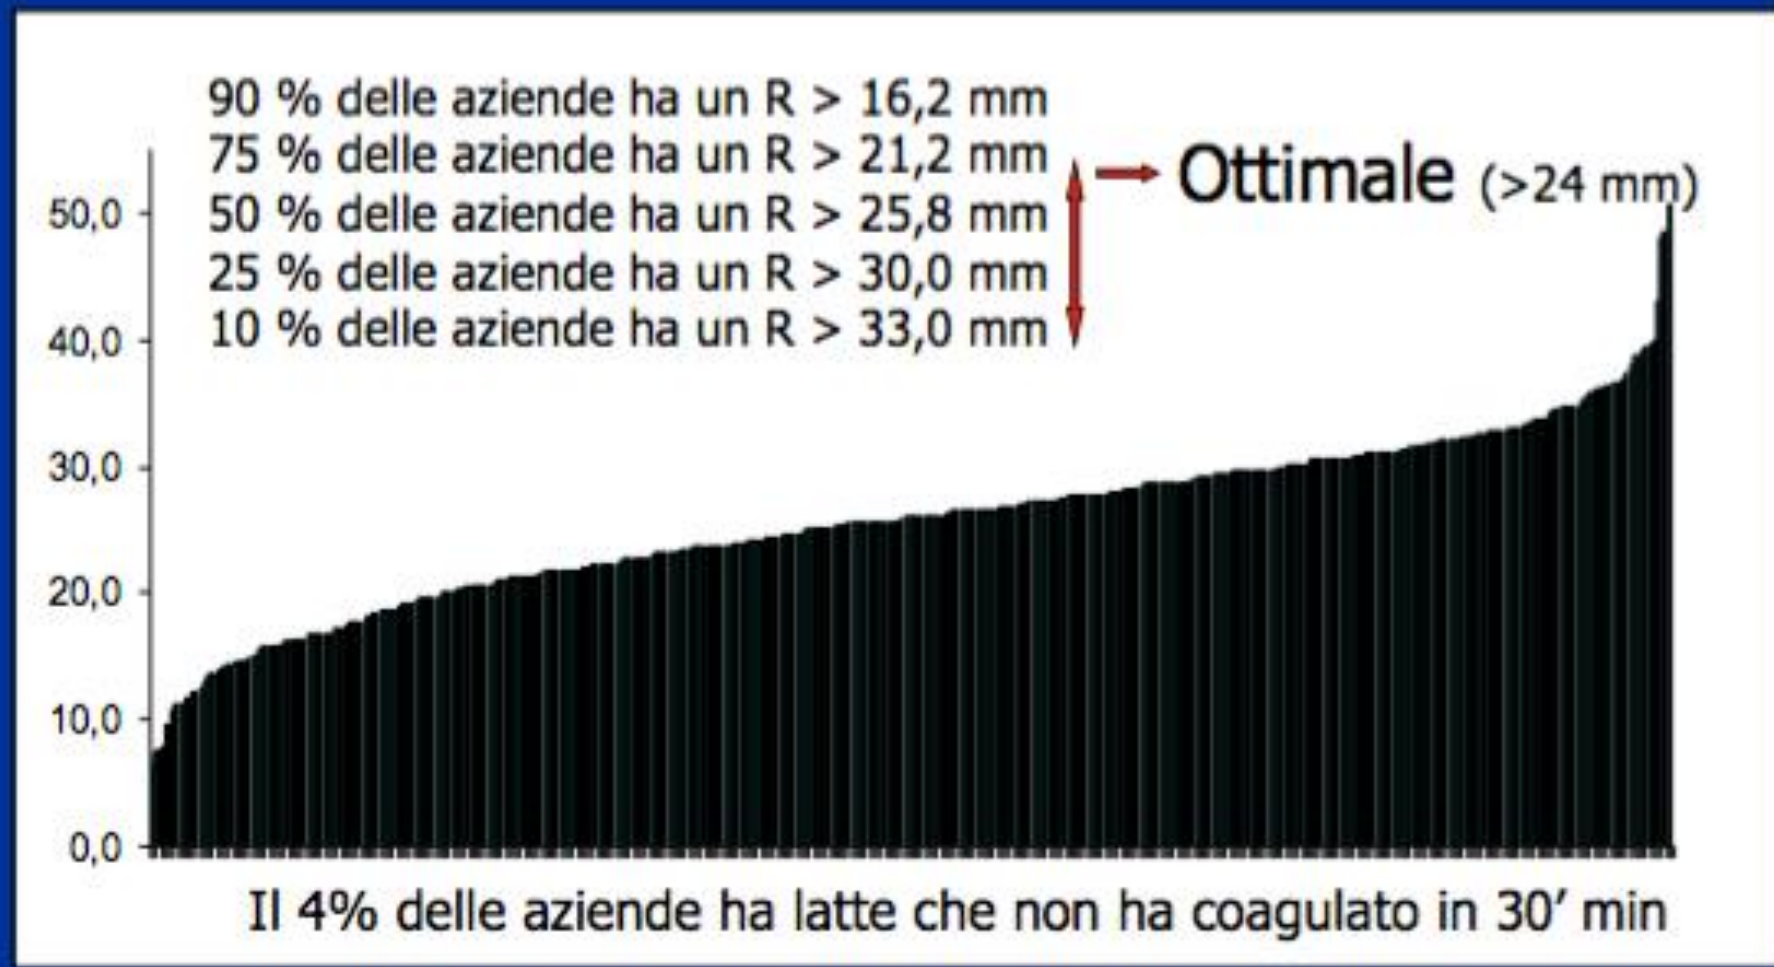 90 % delle aziende ha un R > 16,2 mm
75 % delle aziende ha un R > 21,2 mm
50 % delle aziende ha un R > 25,8 mm
25 % delle aziende ha un R > 30,0 mm
10 % delle aziende ha un R > 33,0 mm
Ottimale (>24 mm)
50,0
40,0
30,0
20,0
10,0
0,0
Il 4% delle aziende ha latte che non ha coagulato in 30’ min